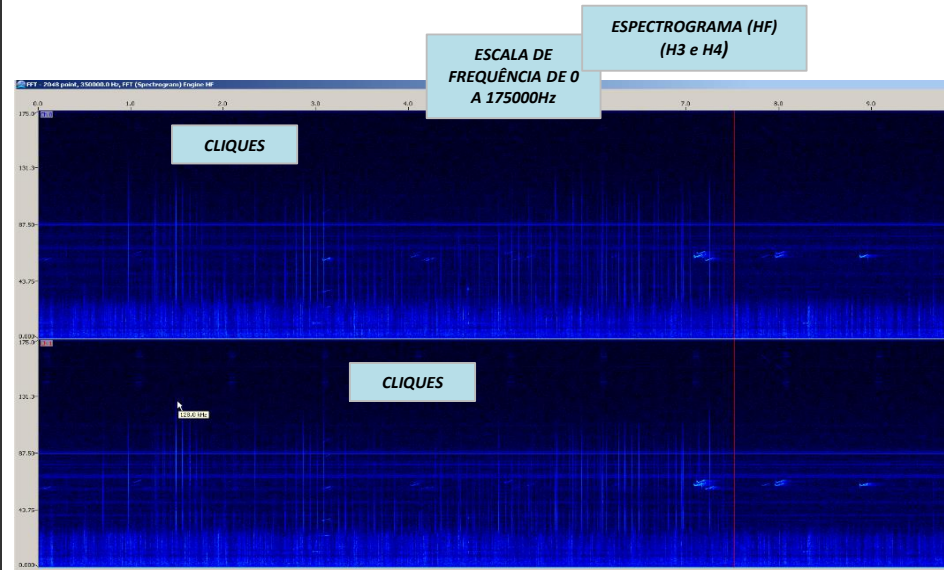 ESPECTROGRAMA (HF)
(H3 e H4)
ESCALA DE
FREQUÊNCIA DE 0
A 175000Hz
FFT - 2048 point, 350000.0 Hz, FFT (Spectrogram) Engine HF
0.0 1.0 2.0 3.0 4.0 7.0 8.0 9.0
175.0
CLIQUES
131.3
87.50
43.75
0.000
175.0
CLIQUES
131.3
128.0 kHz
87.50
43.75
0.000